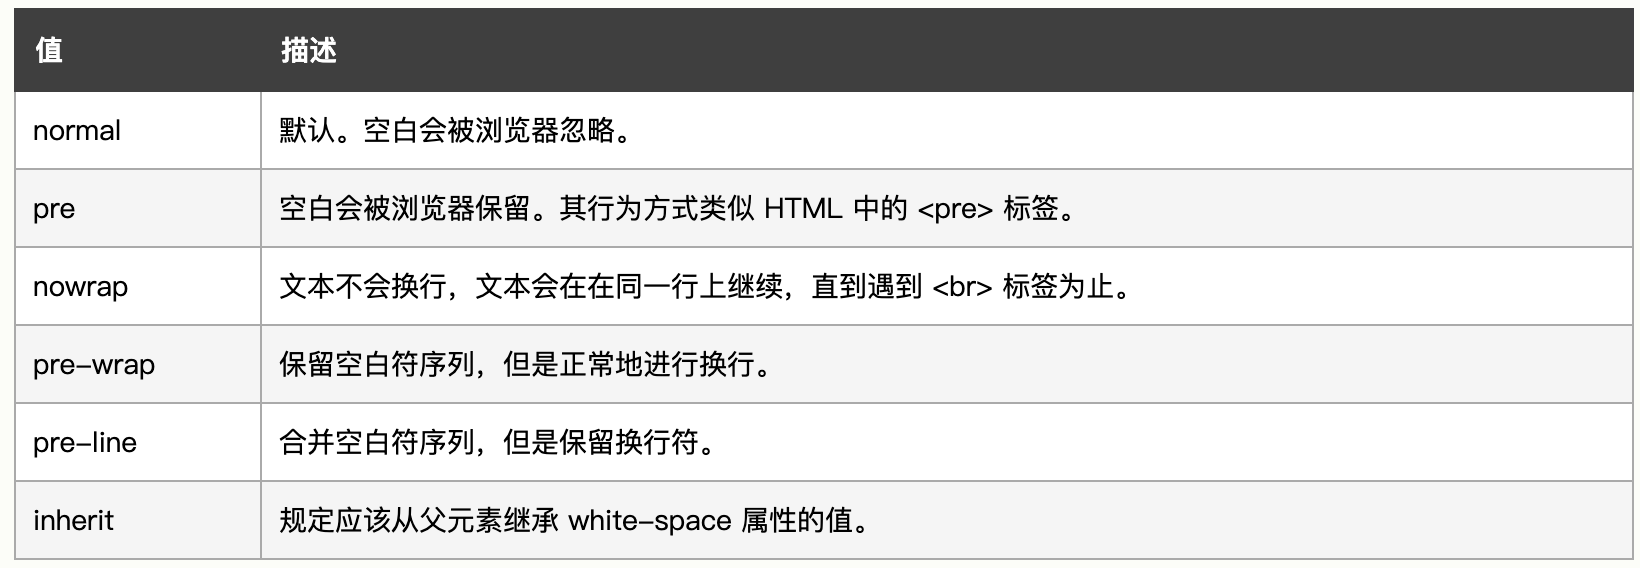 值 描述
normal 默认。空白会被浏览器忽略。
pre 空白会被浏览器保留。其行为方式类似 HTML 中的 <pre> 标签。
nowrap 文本不会换行，文本会在在同一行上继续，直到遇到 <br> 标签为止。
pre-wrap 保留空白符序列，但是正常地进行换行。
pre-line 合并空白符序列，但是保留换行符。
inherit 规定应该从父元素继承 white-space 属性的值。